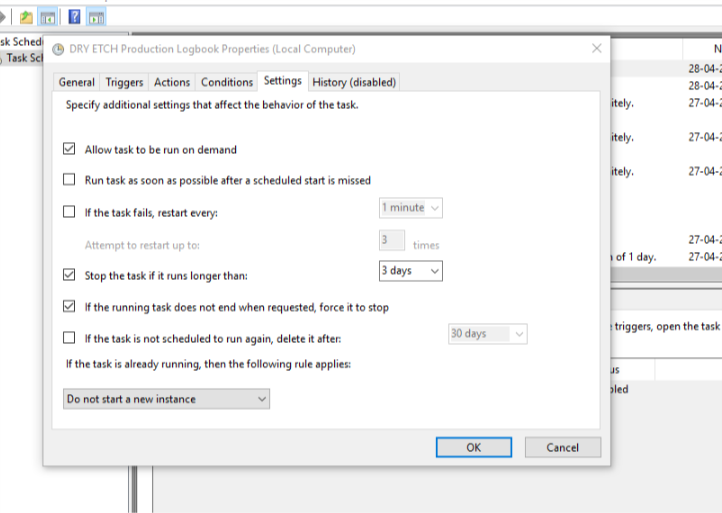 sk Schedu
Task Sch
DRY ETCH Production Logbook Properties (Local Computer)
General Triggers Actions Conditions Settings History (disabled)
Specify additional settings that affect the behavior of the task.
Allow task to be run on demand
Run task as soon as possible after a scheduled start is missed
If the task fails, restart every: 1 minute
Attempt to restart up to: 3 times
Stop the task if it runs longer than: 3 days
If the running task does not end when requested, force it to stop
If the task is not scheduled to run again, delete it after: 30 days
If the task is already running, then the following rule applies:
Do not start a new instance
OK Cancel
N
28-04-2
28-04-2
itely. 27-04-2
itely. 27-04-2
itely. 27-04-2
27-04-2
of 1 day. 27-04-2
triggers, open the task
us
bled